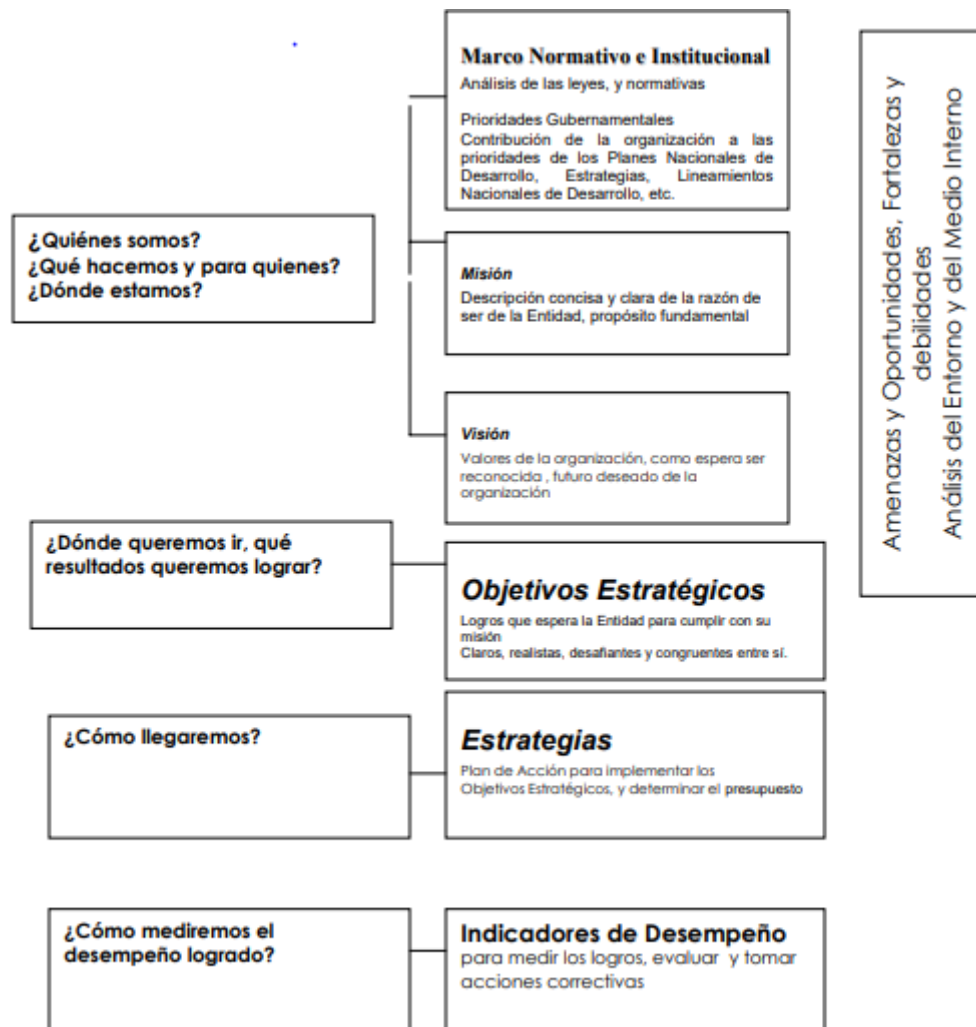 Marco Normativo e Institucional
Análisis de las leyes, y normativas
Prioridades Gubernamentales
Contribución de la organización a las
prioridades de los Planes Nacionales de
Desarrollo, Estrategias, Lineamientos
Nacionales de Desarrollo, etc.
¿Quiénes somos?
¿Qué hacemos y para quienes?
¿Dónde estamos?
Misión
Descripción concisa y clara de la razón de
ser de la Entidad, propósito fundamental
Visión
Valores de la organización, como espera ser
reconocida , futuro deseado de la
organización
Amenazas y Oportunidades, Fortalezas y
debilidades
Análisis del Entorno y del Medio Interno
¿Dónde queremos ir, qué
resultados queremos lograr?
Objetivos Estratégicos
Logros que espera la Entidad para cumplir con su
misión
Claros, realistas, desafiantes y congruentes entre sí.
¿Cómo llegaremos?
Estrategias
Plan de Acción para implementar los
Objetivos Estratégicos, y determinar el presupuesto
¿Cómo mediremos el
desempeño logrado?
Indicadores de Desempeño
para medir los logros, evaluar y tomar
acciones correctivas